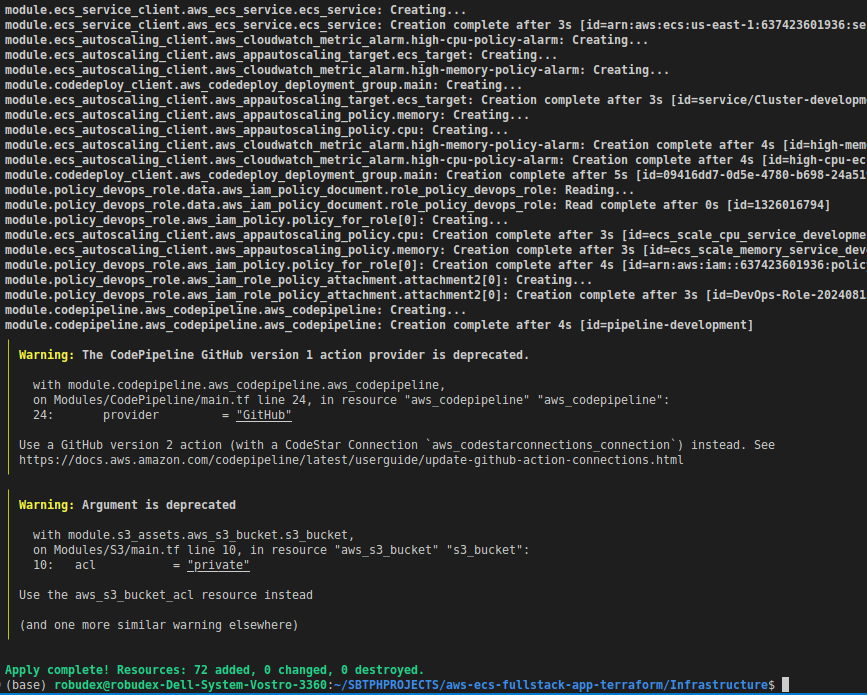 module.ecs_service_client.aws_ecs_service.ecs_service: Creating...
module.ecs_service_client.aws_ecs_service.ecs_service: Creation complete after 3s [id=arn:aws:ecs:us-east-1:637423601936:se
module.ecs_autoscaling_client.aws_cloudwatch_metric_alarm.high-cpu-policy-alarm: Creating...
module.ecs_autoscaling_client.aws_appautoscaling_target.ecs_target: Creating...
module.ecs_autoscaling_client.aws_cloudwatch_metric_alarm.high-memory-policy-alarm: Creating...
module.codedeploy_client.aws_codedeploy_deployment_group.main: Creating...
module.ecs_autoscaling_client.aws_appautoscaling_target.ecs_target: Creation complete after 3s [id=service/Cluster-developm
module.ecs_autoscaling_client.aws_appautoscaling_policy.memory: Creating...
module.ecs_autoscaling_client.aws_appautoscaling_policy.cpu: Creating...
module.ecs_autoscaling_client.aws_cloudwatch_metric_alarm.high-memory-policy-alarm: Creation complete after 4s [id=high-mem
module.ecs_autoscaling_client.aws_cloudwatch_metric_alarm.high-cpu-policy-alarm: Creation complete after 4s [id=high-cpu-ec
module.codedeploy_client.aws_codedeploy_deployment_group.main: Creation complete after 5s [id=09416dd7-0d5e-4780-b698-24a51
module.policy_devops_role.data.aws_iam_policy_document.role_policy_devops_role: Reading...
module.policy_devops_role.data.aws_iam_policy_document.role_policy_devops_role: Read complete after 0s [id=1326016794]
module.policy_devops_role.aws_iam_policy.policy_for_role[0]: Creating...
module.ecs_autoscaling_client.aws_appautoscaling_policy.cpu: Creation complete after 3s [id=ecs_scale_cpu_service_developme
module.ecs_autoscaling_client.aws_appautoscaling_policy.memory: Creation complete after 3s [id=ecs_scale_memory_service_dev
module.policy_devops_role.aws_iam_policy.policy_for_role[0]: Creation complete after 4s [id=arn:aws:iam::637423601936:polic
module.policy_devops_role.aws_iam_role_policy_attachment.attachment2[0]: Creating...
module.policy_devops_role.aws_iam_role_policy_attachment.attachment2[0]: Creation complete after 3s [id=DevOps-Role-2024081
module.codepipeline.aws_codepipeline.aws_codepipeline: Creating...
module.codepipeline.aws_codepipeline.aws_codepipeline: Creation complete after 4s [id=pipeline-development]
Warning: The CodePipeline GitHub version 1 action provider is deprecated.
with module.codepipeline.aws_codepipeline.aws_codepipeline,
on Modules/CodePipeline/main.tf line 24, in resource "aws_codepipeline" "aws_codepipeline":
24:       provider         = "GitHub"
Use a GitHub version 2 action (with a CodeStar Connection `aws_codestarconnections_connection`) instead. See
https://docs.aws.amazon.com/codepipeline/latest/userguide/update-github-action-connections.html
Warning: Argument is deprecated
with module.s3_assets.aws_s3_bucket.s3_bucket,
on Modules/S3/main.tf line 10, in resource "aws_s3_bucket" "s3_bucket":
10:   acl           = "private"
Use the aws_s3_bucket_acl resource instead
(and one more similar warning elsewhere)
Apply complete! Resources: 72 added, 0 changed, 0 destroyed.
(base) robudex@robudex-Dell-System-Vostro-3360:~/SBTPHPROJECTS/aws-ecs-fullstack-app-terraform/Infrastructure$